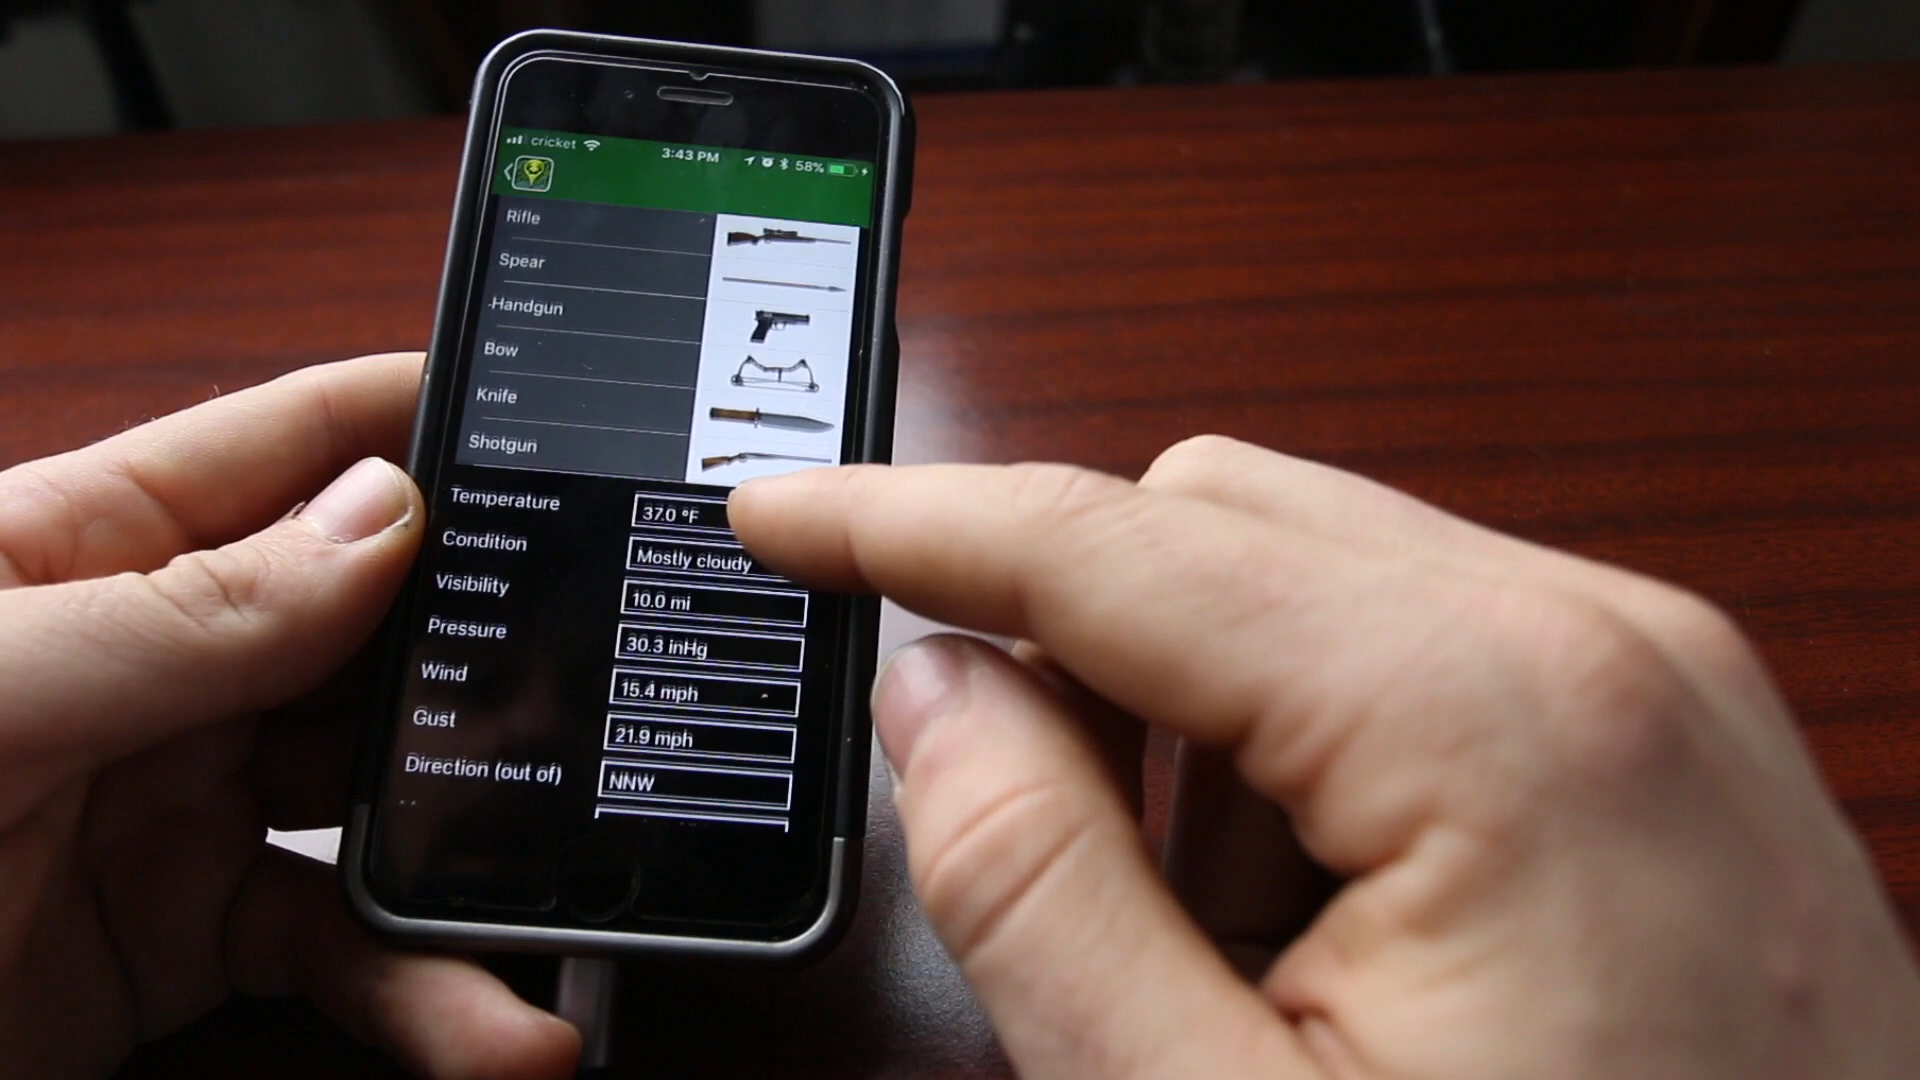 cricket 3:43 PM 58%
Rifle
Spear
Handgun
Bow
Knife
Shotgun
Temperature 37.0 °F
Condition Mostly cloudy
Visibility 10.0 mi
Pressure 30.3 inHg
Wind 15.4 mph
Gust 21.9 mph
Direction (out of) NNW